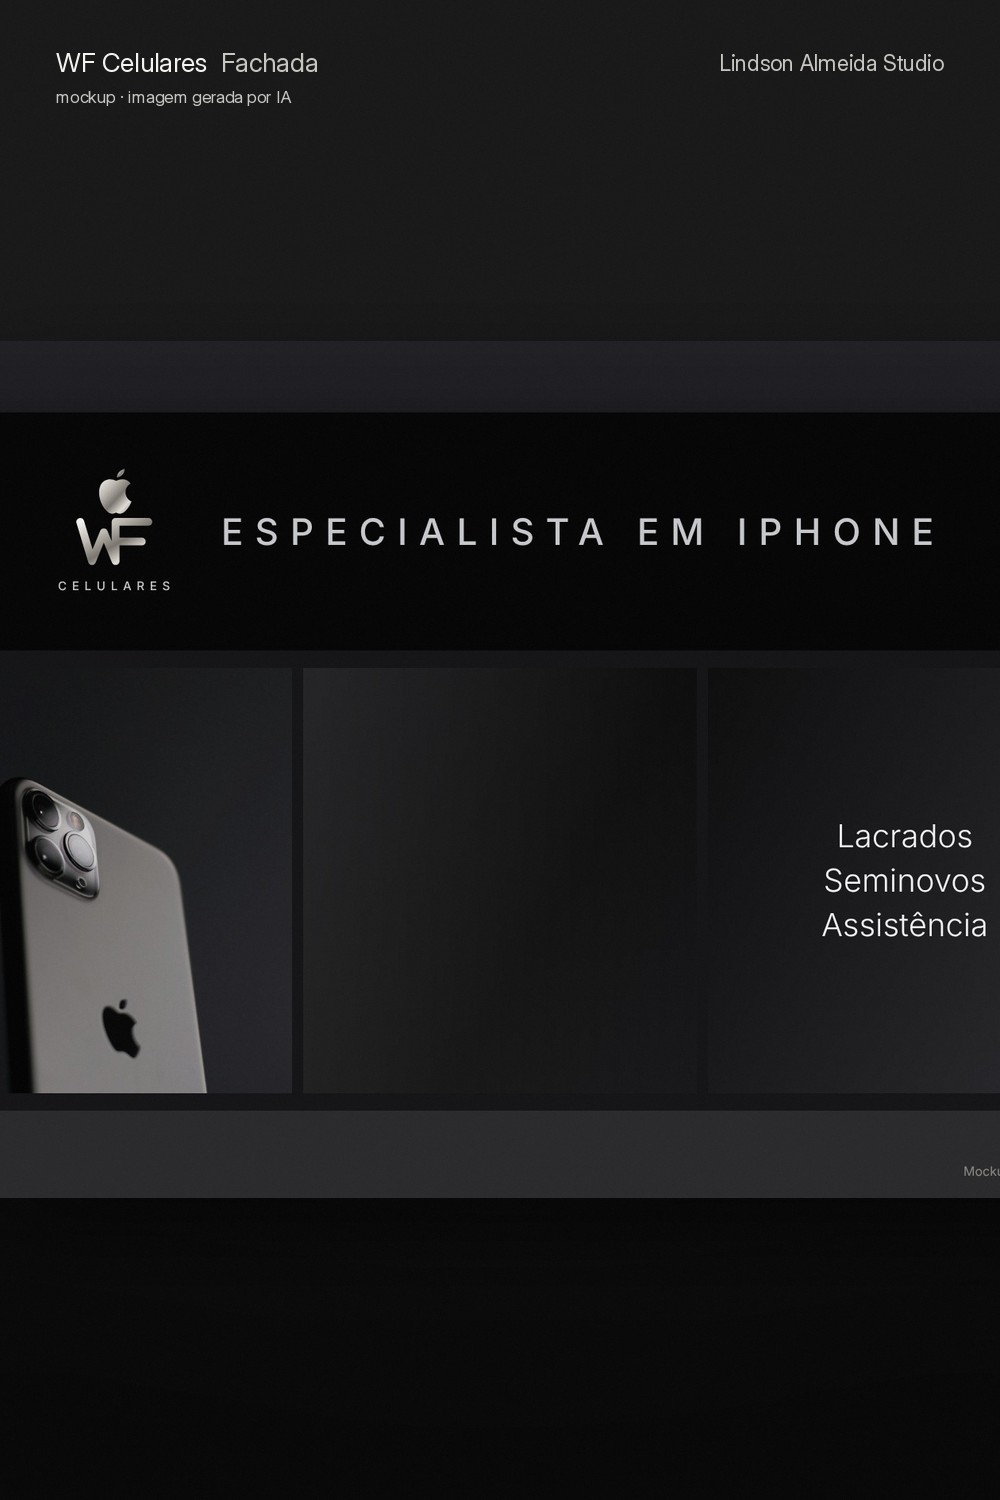 WF Celulares Fachada
Lindson Almeida Studio
mockup · imagem gerada por IA
WF
CELULARES
ESPECIALISTA EM IPHONE
Lacrados
Seminovos
Assistência